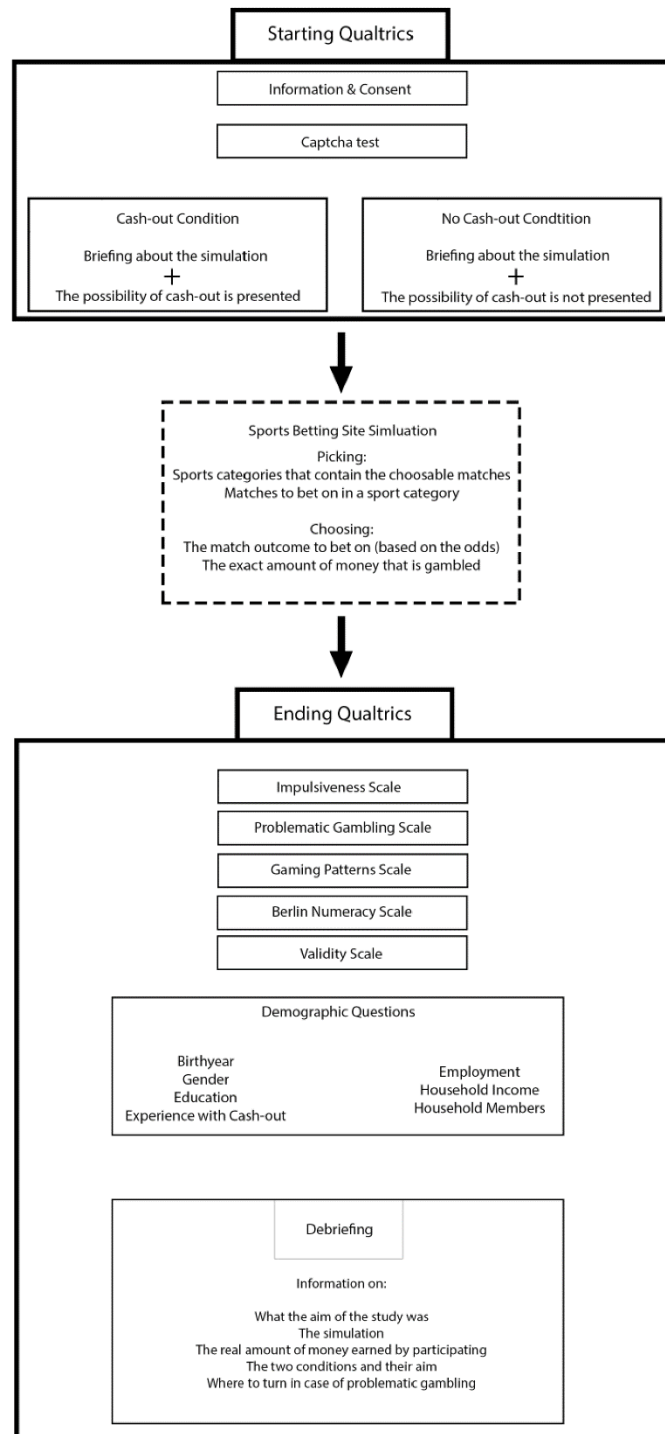 Starting Qualtrics
Information & Consent
Captcha test
Cash-out Condition
Briefing about the simulation
+
The possibility of cash-out is presented
No Cash-out Condtition
Briefing about the simulation
+
The possibility of cash-out is not presented
Sports Betting Site Simluation
Picking:
Sports categories that contain the choosable matches
Matches to bet on in a sport category
Choosing:
The match outcome to bet on (based on the odds)
The exact amount of money that is gambled
Ending Qualtrics
Impulsiveness Scale
Problematic Gambling Scale
Gaming Patterns Scale
Berlin Numeracy Scale
Validity Scale
Demographic Questions
Birthyear
Gender
Education
Experience with Cash-out
Employment
Household Income
Household Members
Debriefing
Information on:
What the aim of the study was
The simulation
The real amount of money earned by participating
The two conditions and their aim
Where to turn in case of problematic gambling